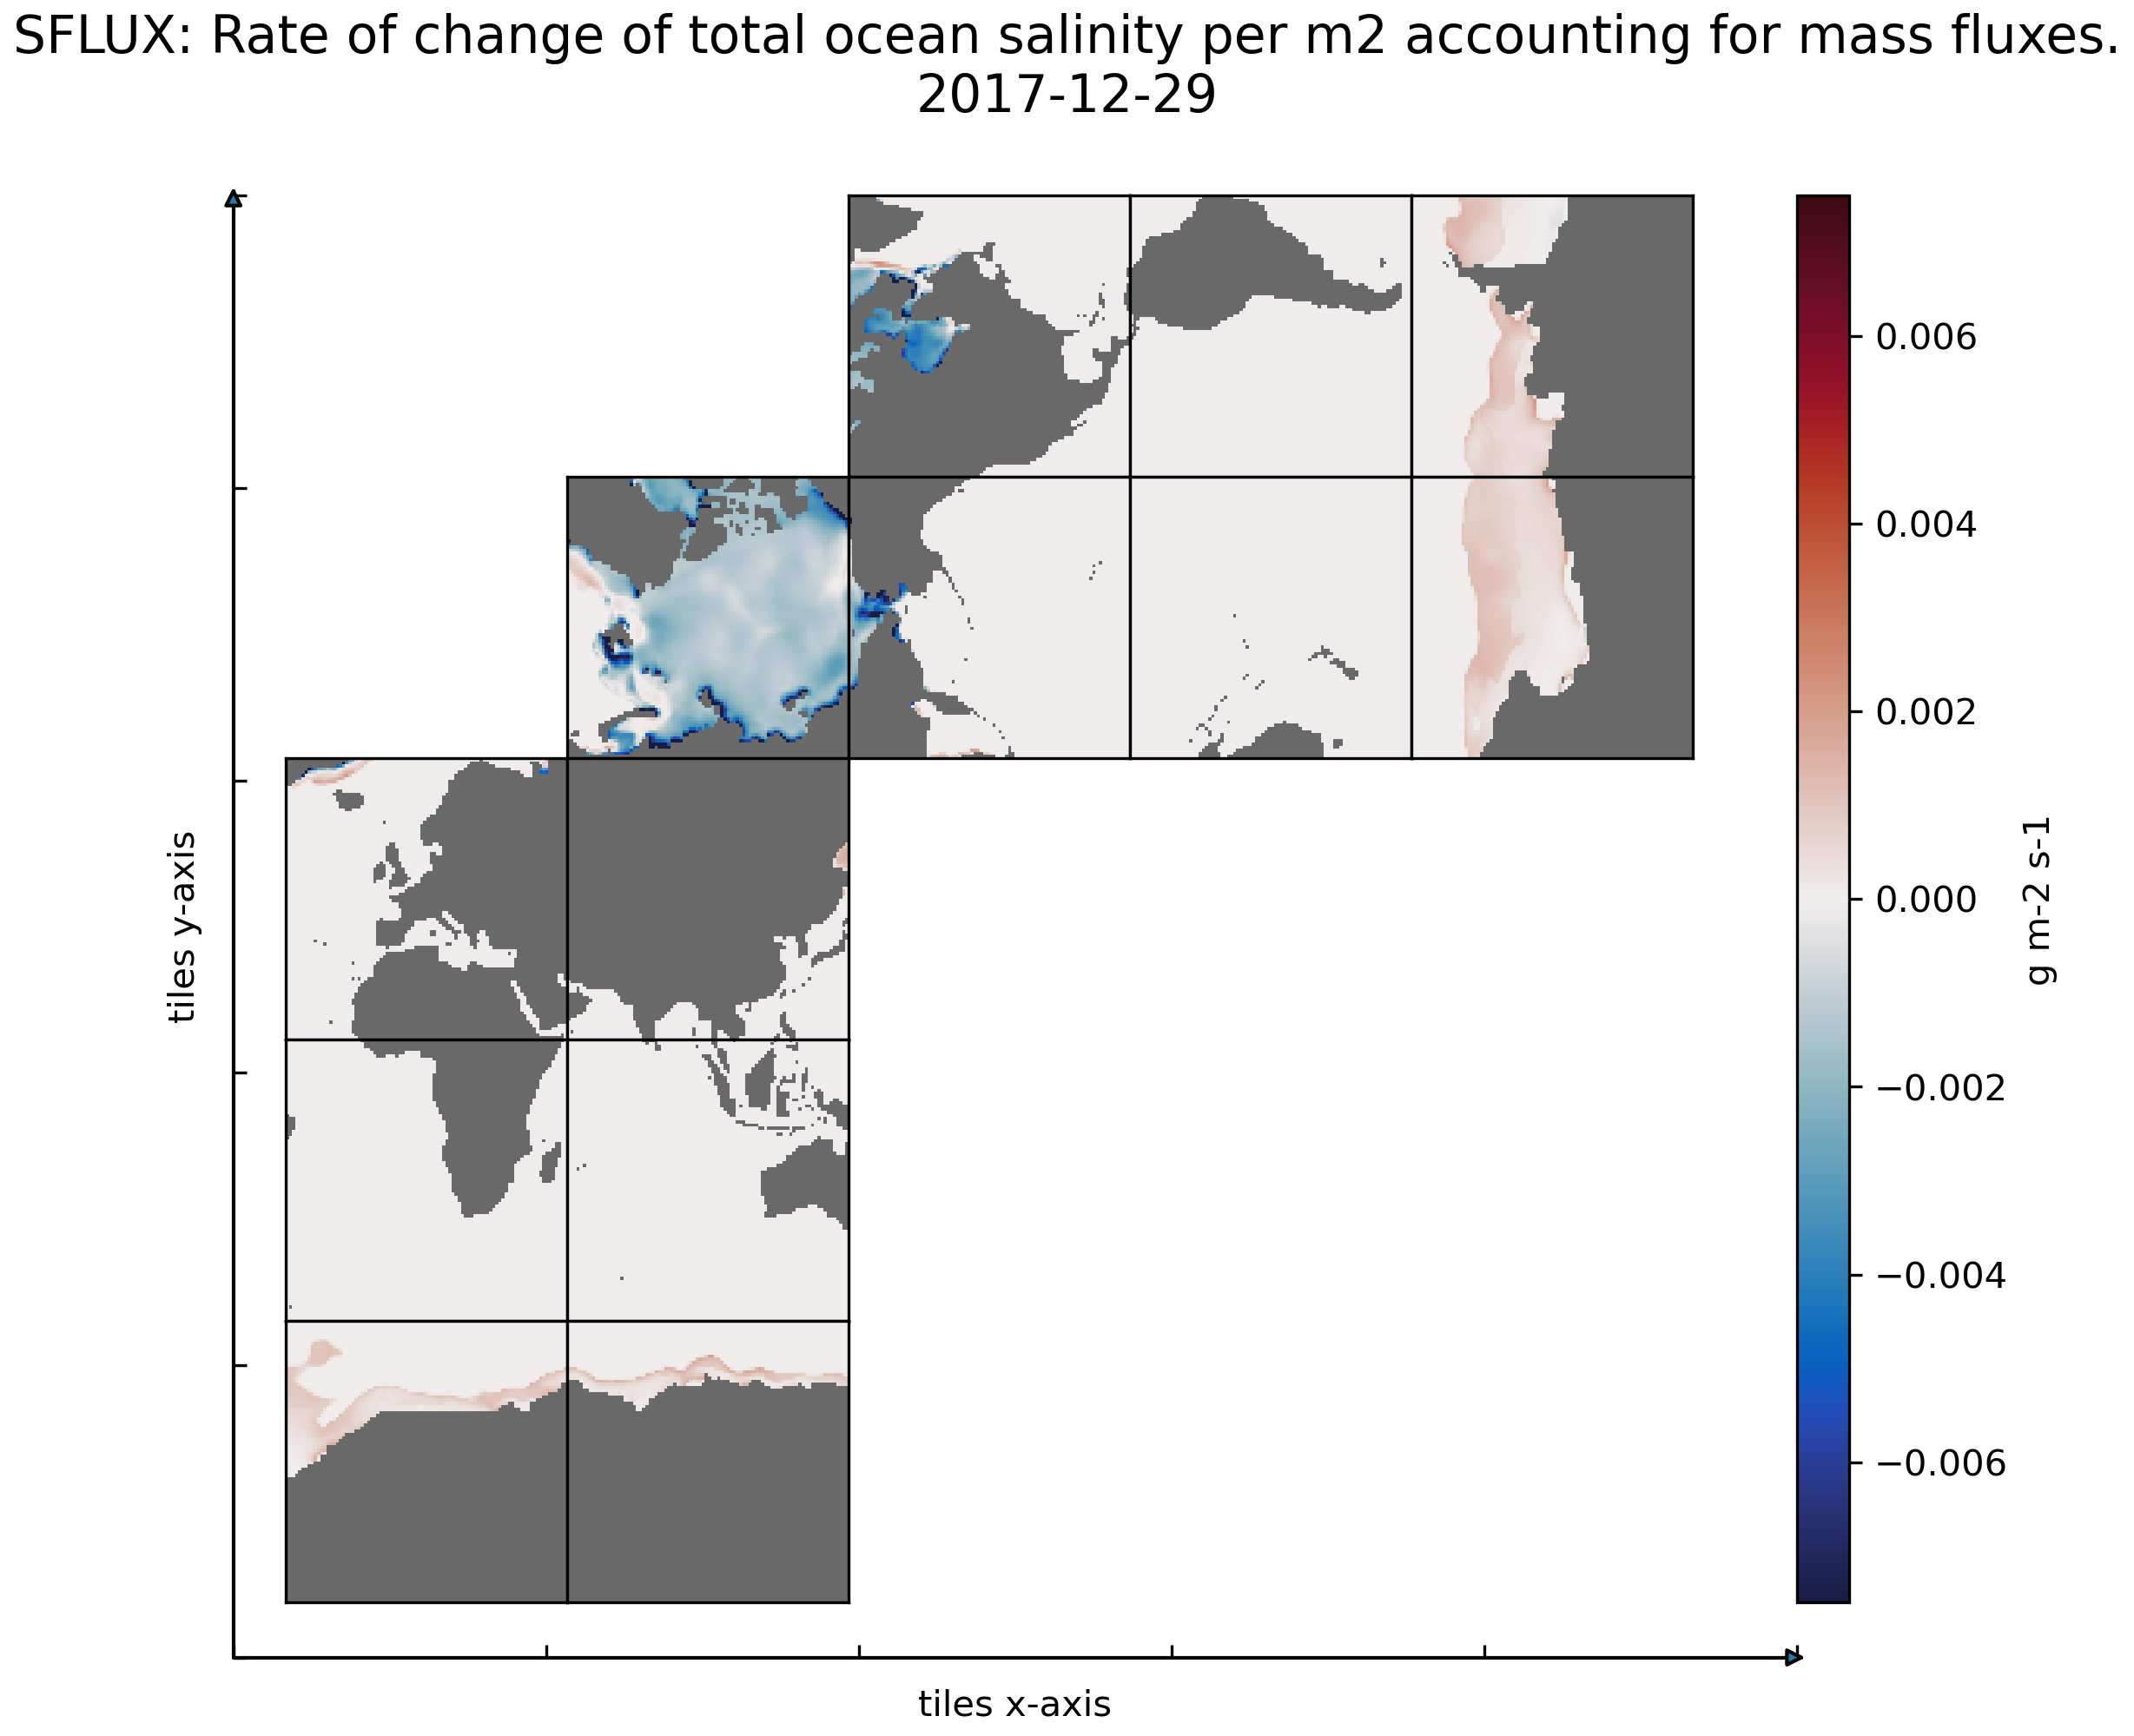 SFLUX: Rate of change of total ocean salinity per m2 accounting for mass fluxes.
2017-12-29
tiles y-axis
tiles x-axis
0.006
0.004
0.002
0.000
−0.002
−0.004
−0.006
g m-2 s-1